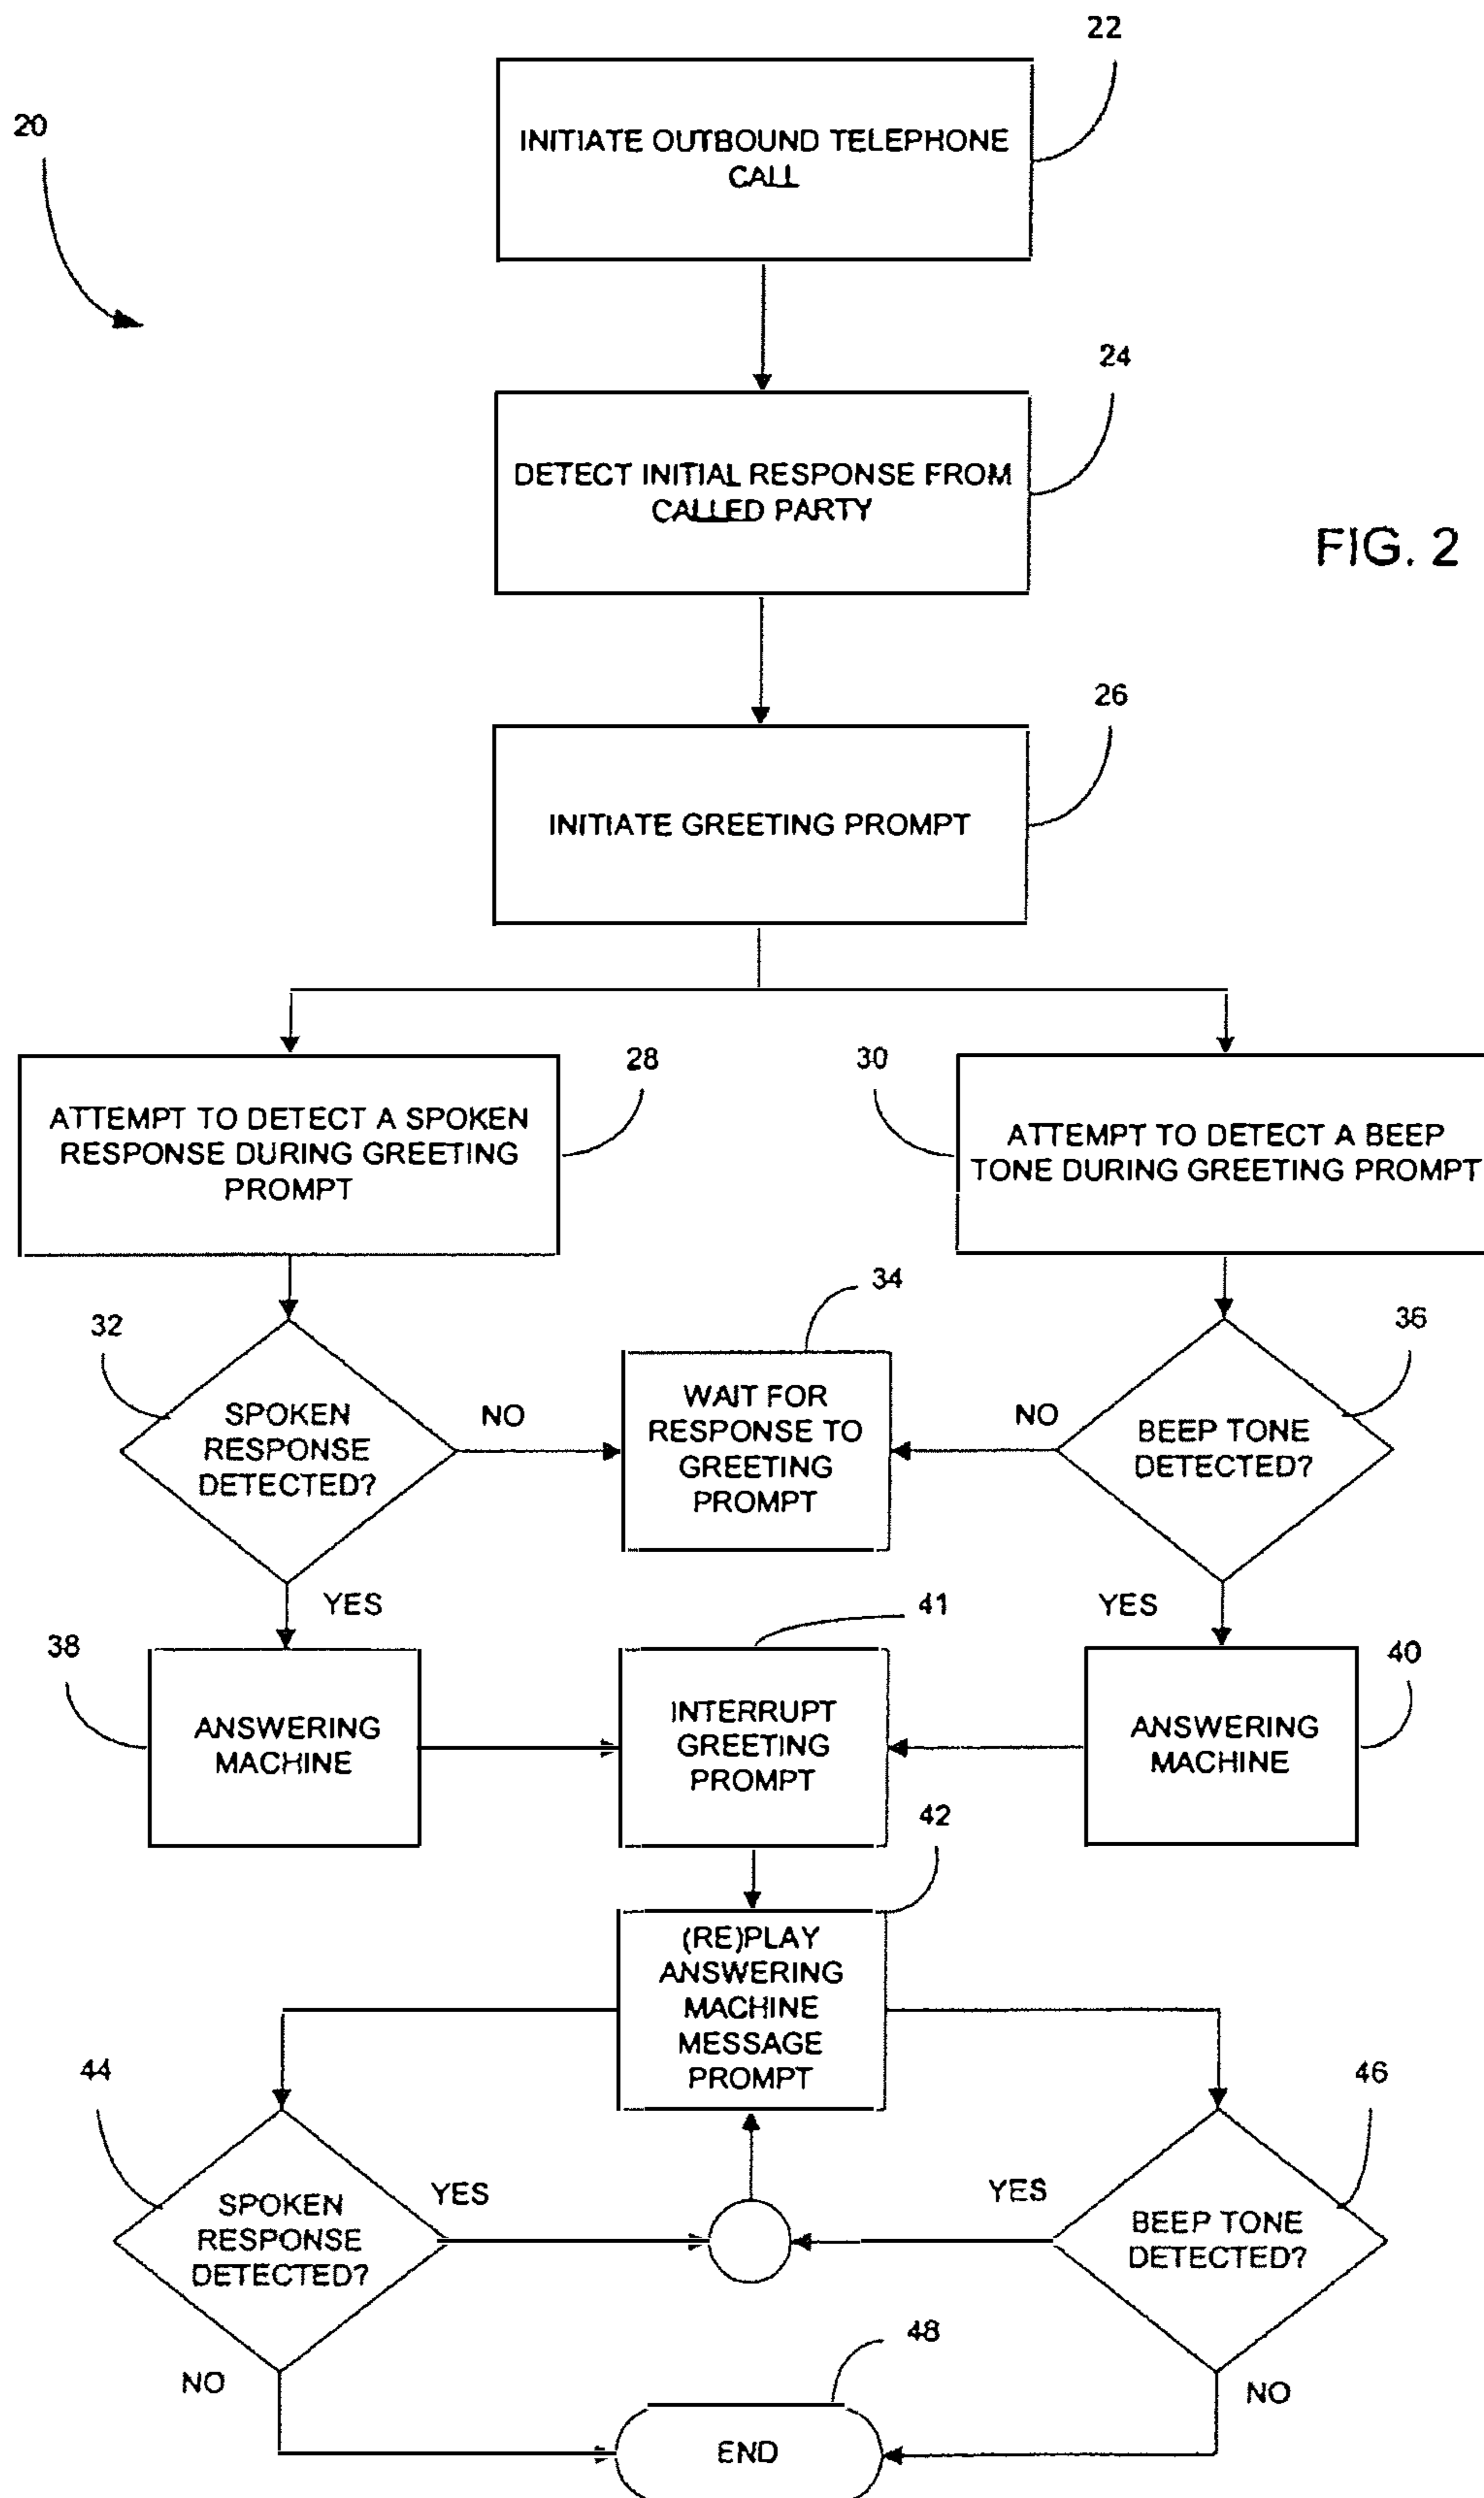 22
20
INITIATE OUTBOUND TELEPHONE
CALL
24
DETECT INITIAL RESPONSE FROM
CALLED PARTY
FIG. 2
26
INITIATE GREETING PROMPT
28
30
ATTEMPT TO DETECT A SPOKEN
RESPONSE DURING GREETING
PROMPT
ATTEMPT TO DETECT A BEEP
TONE DURING GREETING PROMPT
34
32
36
SPOKEN
RESPONSE
DETECTED?
NO
WAIT FOR
RESPONSE TO
GREETING
PROMPT
NO
BEEP TONE
DETECTED?
YES
41
YES
38
40
ANSWERING
MACHINE
INTERRUPT
GREETING
PROMPT
ANSWERING
MACHINE
42
(RE)PLAY
ANSWERING
MACHINE
MESSAGE
PROMPT
44
46
SPOKEN
RESPONSE
DETECTED?
YES
YES
BEEP TONE
DETECTED?
48
NO
NO
END